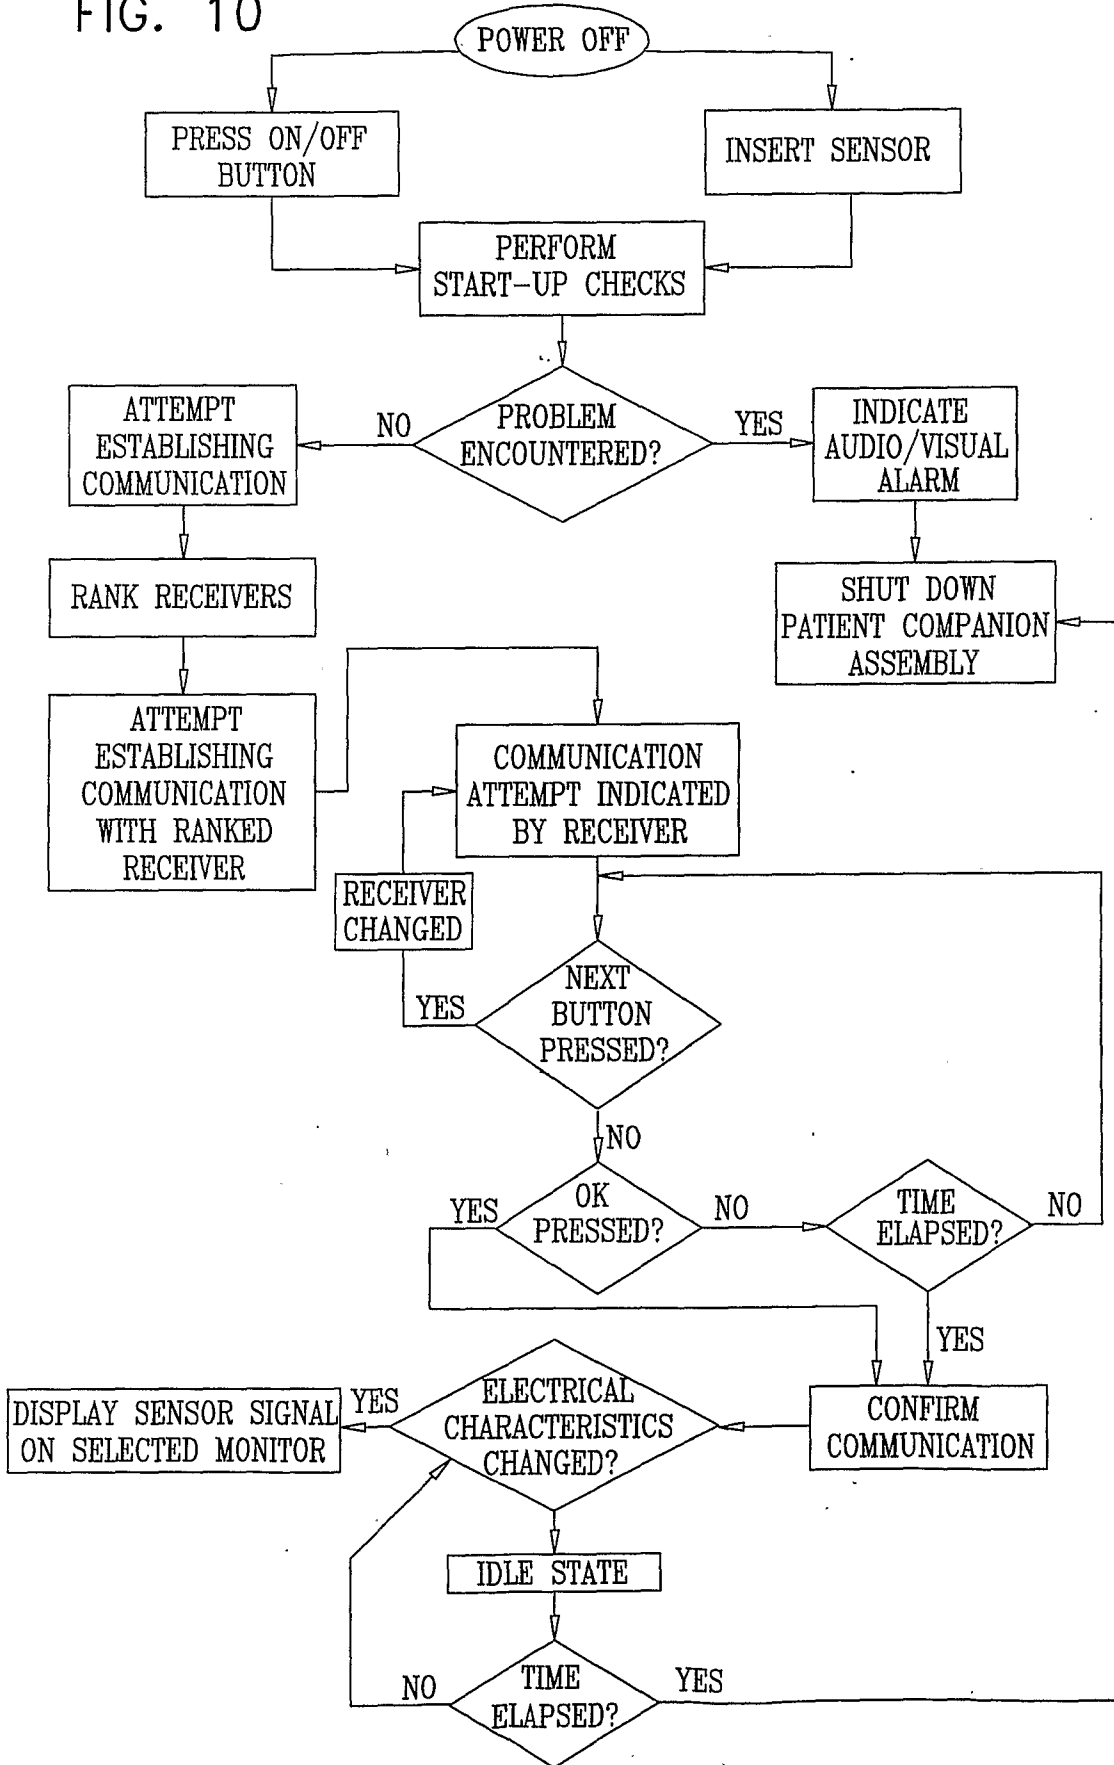 FIG. 10
POWER OFF
PRESS ON/OFF
BUTTON
INSERT SENSOR
PERFORM
START-UP CHECKS
PROBLEM
ENCOUNTERED?
NO
YES
ATTEMPT
ESTABLISHING
COMMUNICATION
INDICATE
AUDIO/VISUAL
ALARM
RANK RECEIVERS
SHUT DOWN
PATIENT COMPANION
ASSEMBLY
ATTEMPT
ESTABLISHING
COMMUNICATION
WITH RANKED
RECEIVER
COMMUNICATION
ATTEMPT INDICATED
BY RECEIVER
RECEIVER
CHANGED
NEXT
BUTTON
PRESSED?
YES
NO
OK
PRESSED?
YES
NO
TIME
ELAPSED?
NO
YES
CONFIRM
COMMUNICATION
ELECTRICAL
CHARACTERISTICS
CHANGED?
YES
DISPLAY SENSOR SIGNAL
ON SELECTED MONITOR
IDLE STATE
TIME
ELAPSED?
NO
YES